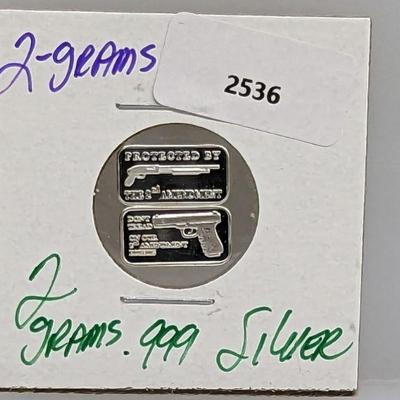 2-GRAMS
2536
PROTECTED BY
THE 2nd AMENDMENT
DON'T
TREAD
ON OUR
2nd AMENDMENT
2
GRAMS .999 SILVER